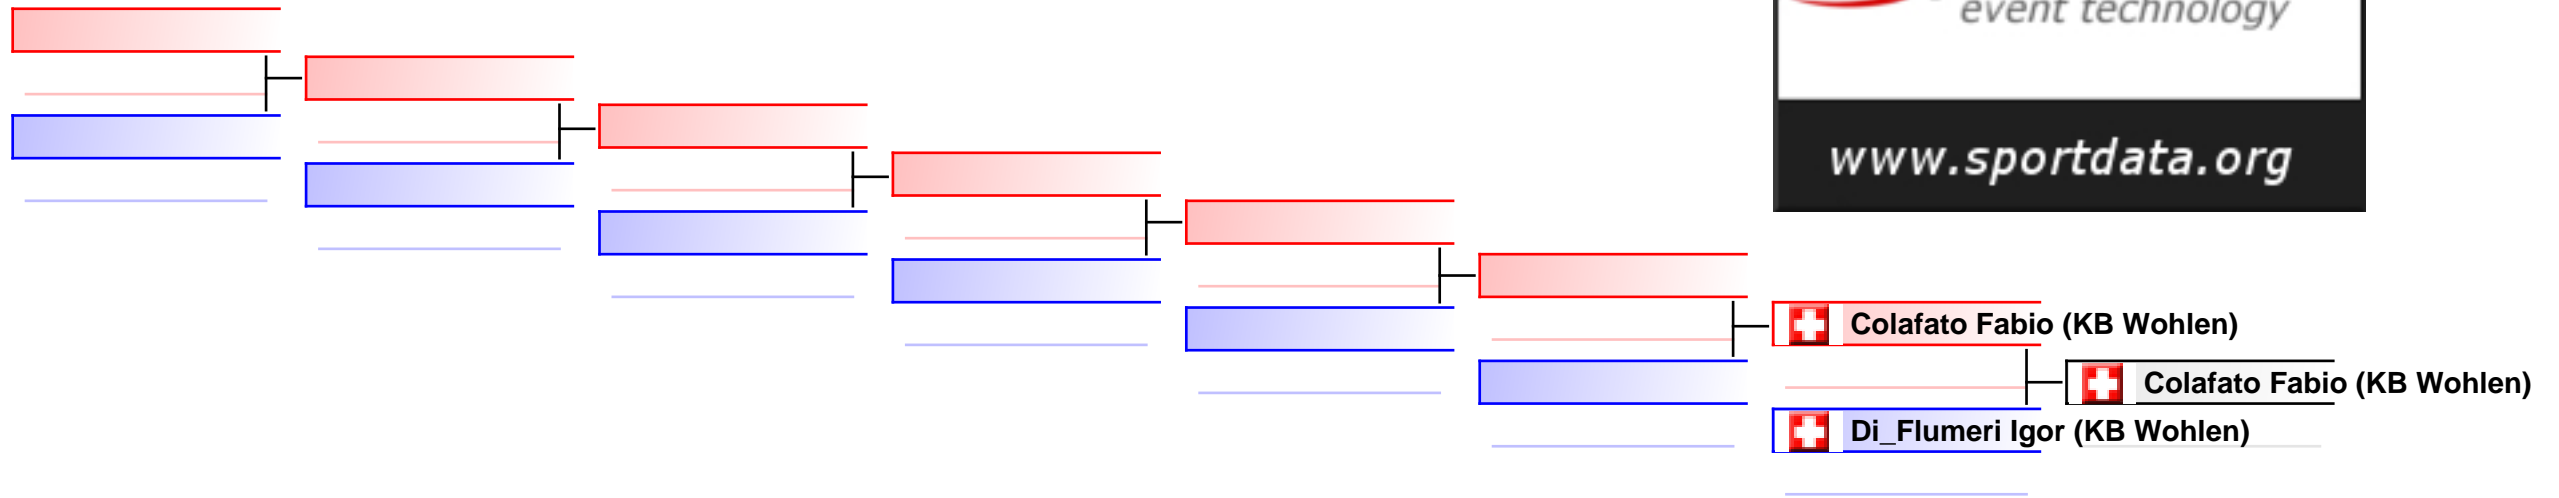 event technology
www.sportdata.org
Colafato Fabio (KB Wohlen)
Colafato Fabio (KB Wohlen)
Di_Flumeri Igor (KB Wohlen)